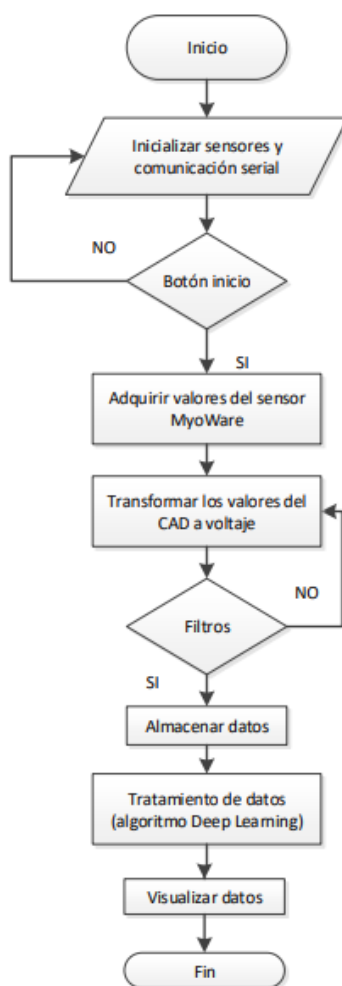 Inicio
Inicializar sensores y
comunicación serial
NO
Botón inicio
SI
Adquirir valores del sensor
MyoWare
Transformar los valores del
CAD a voltaje
NO
Filtros
SI
Almacenar datos
Tratamiento de datos
(algoritmo Deep Learning)
Visualizar datos
Fin